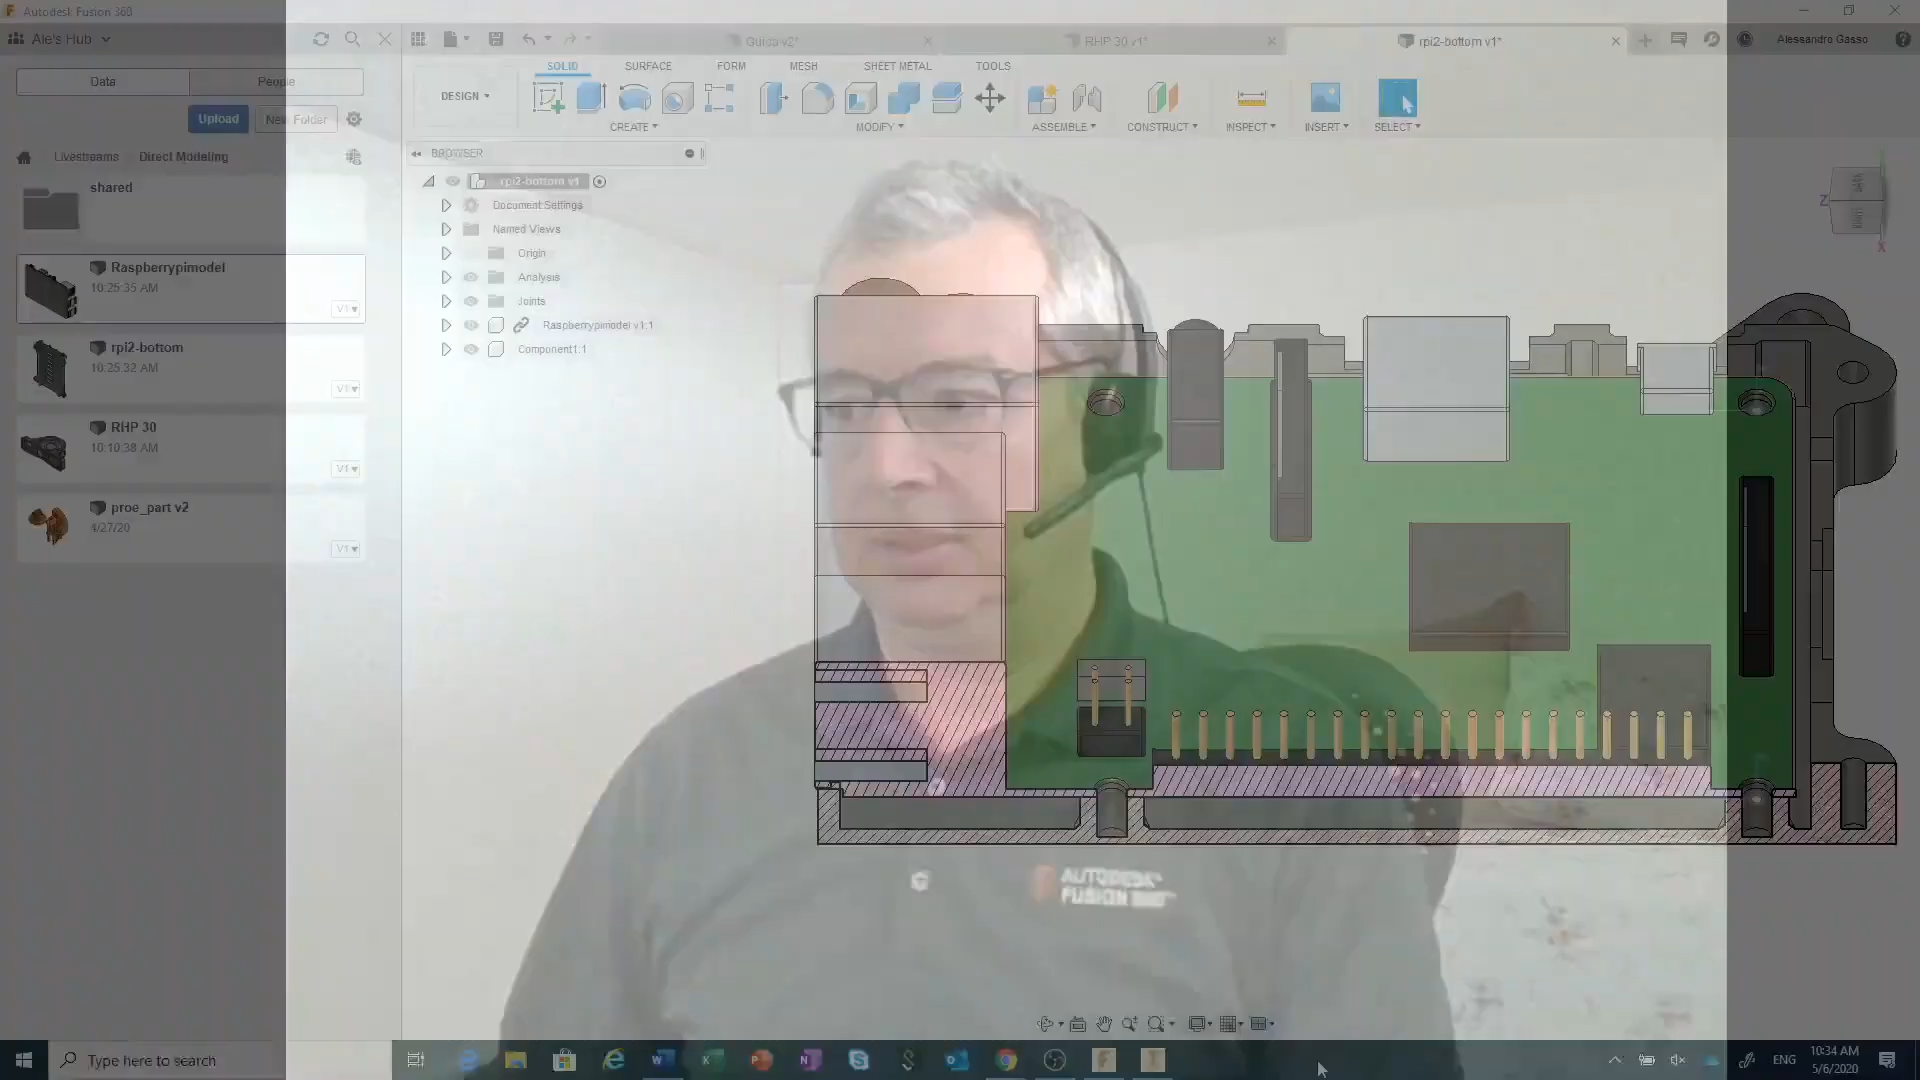 Autodesk Fusion 360
Ale's Hub
Guida v2*
RHP 30 v1*
rpi2-bottom v1*
Alessandro Gasso
Data
People
SOLID
SURFACE
FORM
MESH
SHEET METAL
TOOLS
Upload
New Folder
DESIGN
CREATE
MODIFY
ASSEMBLE
CONSTRUCT
INSPECT
INSERT
SELECT
Livestreams
Direct Modeling
BROWSER
shared
Raspberrypimodel
10:25:35 AM
V1
rpi2-bottom
10:25:32 AM
V1
RHP 30
10:10:38 AM
V1
proe_part v2
4/27/20
V1
rpi2-bottom v1
Document Settings
Named Views
Origin
Analysis
Joints
Raspberrypimodel v1:1
Component1:1
Z
X
AUTODESK
FUSION 360
Type here to search
ENG
10:34 AM
5/6/2020